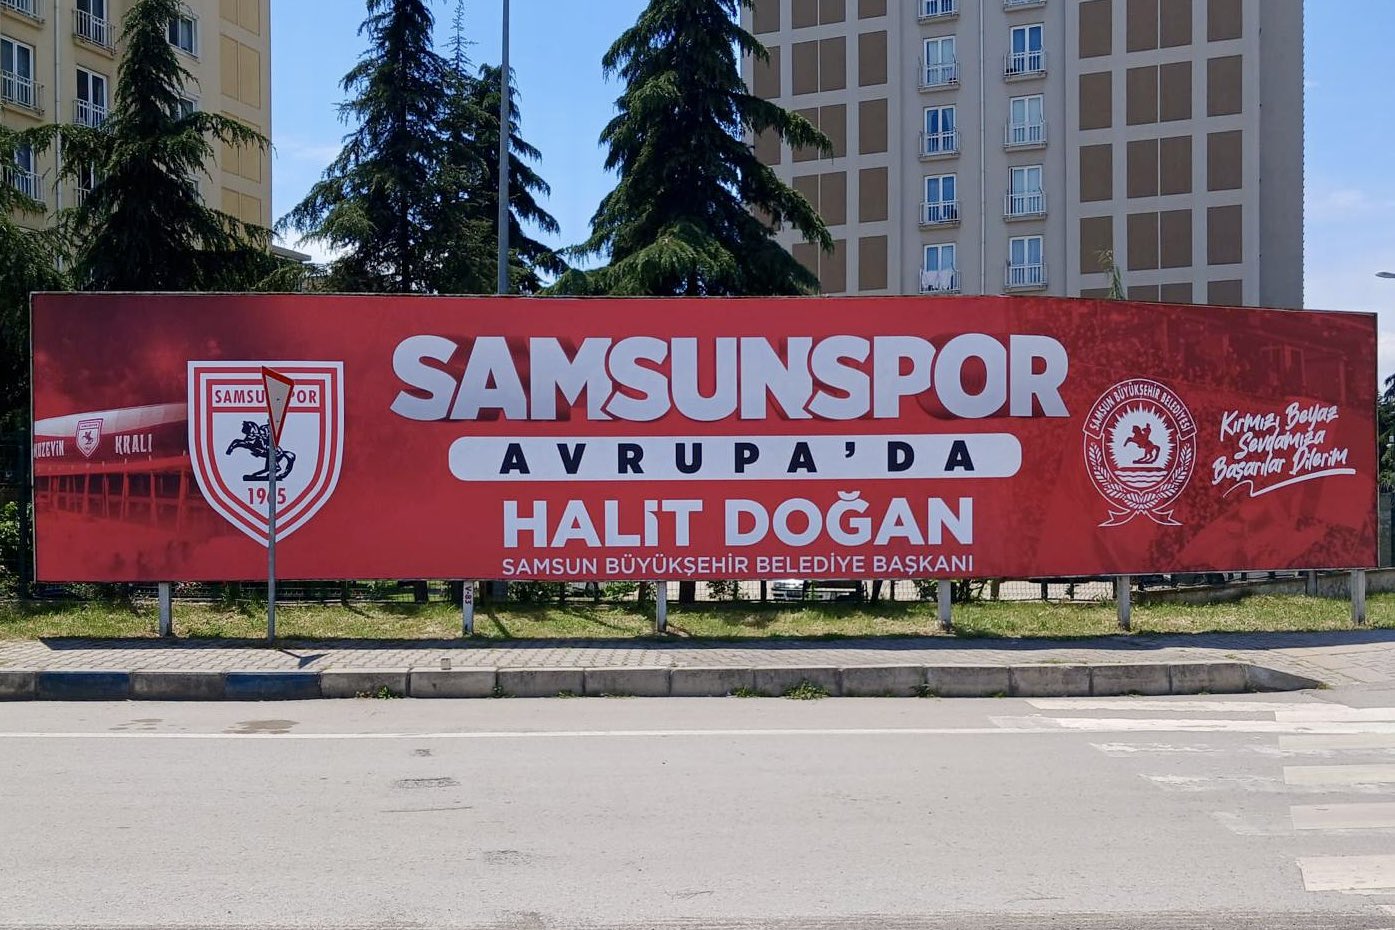 KUZEYİN KRALI
SAMSUNSPOR
1965
SAMSUNSPOR
AVRUPA'DA
HALİT DOĞAN
SAMSUN BÜYÜKŞEHİR BELEDİYE BAŞKANI
SAMSUN BÜYÜKŞEHİR BELEDİYESİ
Kırmızı Beyaz
Sevdamıza
Başarılar Dilerim